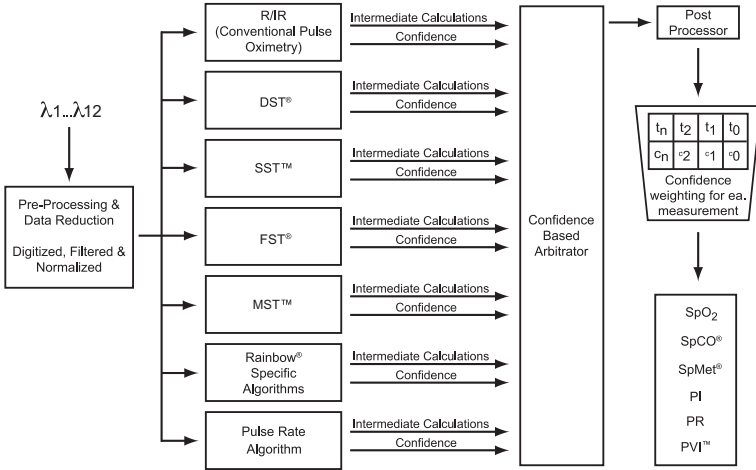 λ1...λ12
Pre-Processing &
Data Reduction
Digitized, Filtered &
Normalized
R/IR
(Conventional Pulse
Oximetry)
Intermediate Calculations
Confidence
DST®
Intermediate Calculations
Confidence
SST™
Intermediate Calculations
Confidence
FST®
Intermediate Calculations
Confidence
MST™
Intermediate Calculations
Confidence
Rainbow®
Specific
Algorithms
Intermediate Calculations
Confidence
Pulse Rate
Algorithm
Intermediate Calculations
Confidence
Confidence
Based
Arbitrator
Post
Processor
tn t2 t1 t0
cn c2 c1 c0
Confidence
weighting for ea.
measurement
SpO2
SpCO®
SpMet®
PI
PR
PVI™